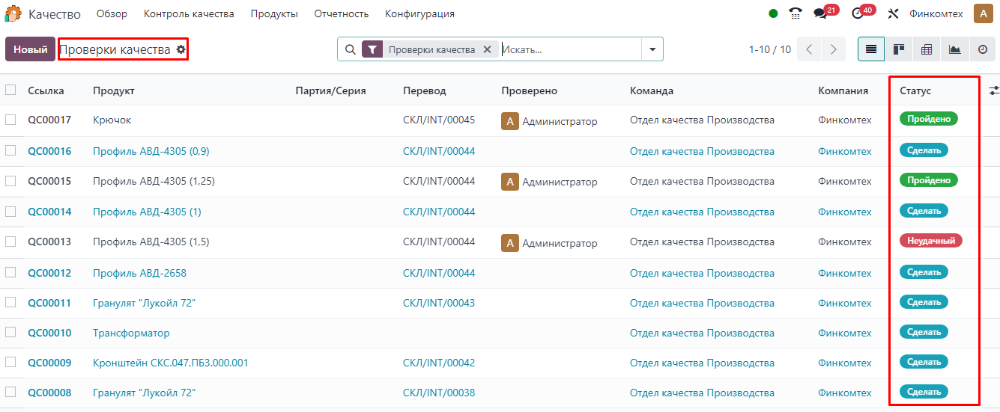 Качество Обзор Контроль качества Продукты Отчетность Конфигурация 21 40 Финкомтех A
Новый Проверки качества Проверки качества Искать... 1-10 / 10
Ссылка Продукт Партия/Серия Перевод Проверено Команда Компания Статус
QC00017 Крючок СКЛ/INT/00045 A Администратор Отдел качества Производства Финкомтех Пройдено
QC00016 Профиль АВД-4305 (0,9) СКЛ/INT/00044 Отдел качества Производства Финкомтех Сделать
QC00015 Профиль АВД-4305 (1,25) СКЛ/INT/00044 A Администратор Отдел качества Производства Финкомтех Пройдено
QC00014 Профиль АВД-4305 (1) СКЛ/INT/00044 Отдел качества Производства Финкомтех Сделать
QC00013 Профиль АВД-4305 (1,5) СКЛ/INT/00044 A Администратор Отдел качества Производства Финкомтех Неудачный
QC00012 Профиль АВД-2658 СКЛ/INT/00044 Отдел качества Производства Финкомтех Сделать
QC00011 Гранулят "Лукойл 72" СКЛ/INT/00043 Отдел качества Производства Финкомтех Сделать
QC00010 Трансформатор Отдел качества Производства Финкомтех Сделать
QC00009 Кронштейн СКС.047.ПБ3.000.001 СКЛ/INT/00042 Отдел качества Производства Финкомтех Сделать
QC00008 Гранулят "Лукойл 72" СКЛ/INT/00038 Отдел качества Производства Финкомтех Сделать